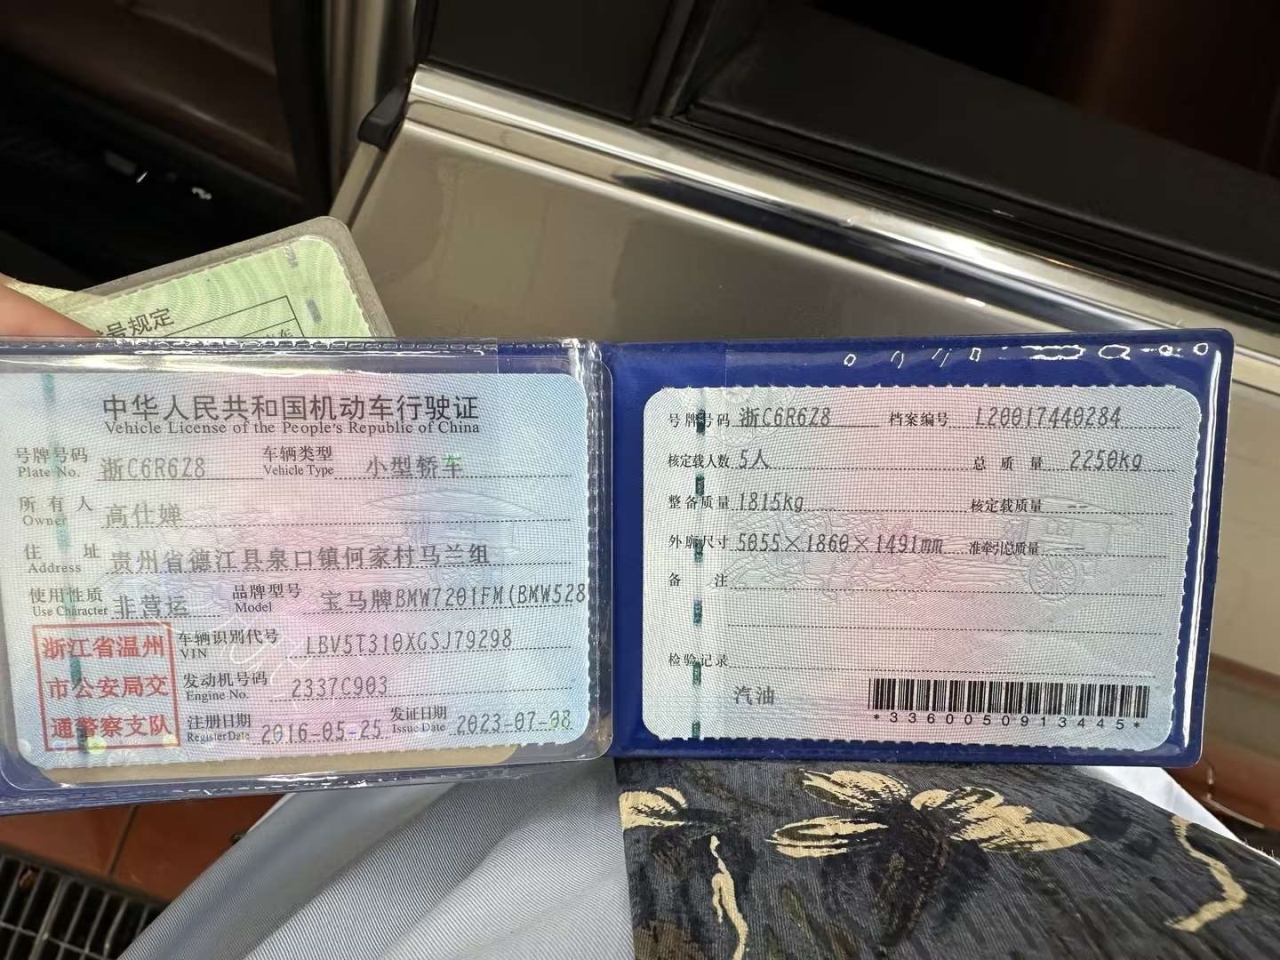 号规定
中华人民共和国机动车行驶证
Vehicle License of the People's Republic of China
号牌号码 Plate No. 浙C6R6Z8 车辆类型 Vehicle Type 小型轿车
所有人 Owner 高仕婵
住址 Address 贵州省德江县泉口镇何家村马兰组
使用性质 Use Character 非营运 品牌型号 Model 宝马牌BMW7201FM(BMW528
浙江省温州
市公安局交
通警察支队
车辆识别代号 VIN LBV5T310XGSJ79298
发动机号码 Engine No. 2337C903
注册日期 Register Date 2016-05-25 发证日期 Issue Date 2023-07-08
号牌号码 浙C6R6Z8 档案编号 L20017440284
核定载人数 5人 总质量 2250kg
整备质量 1815kg 核定载质量 --
外廓尺寸 5055×1860×1491mm 准牵引总质量 --
备注
检验记录
汽油
*3360050913445*